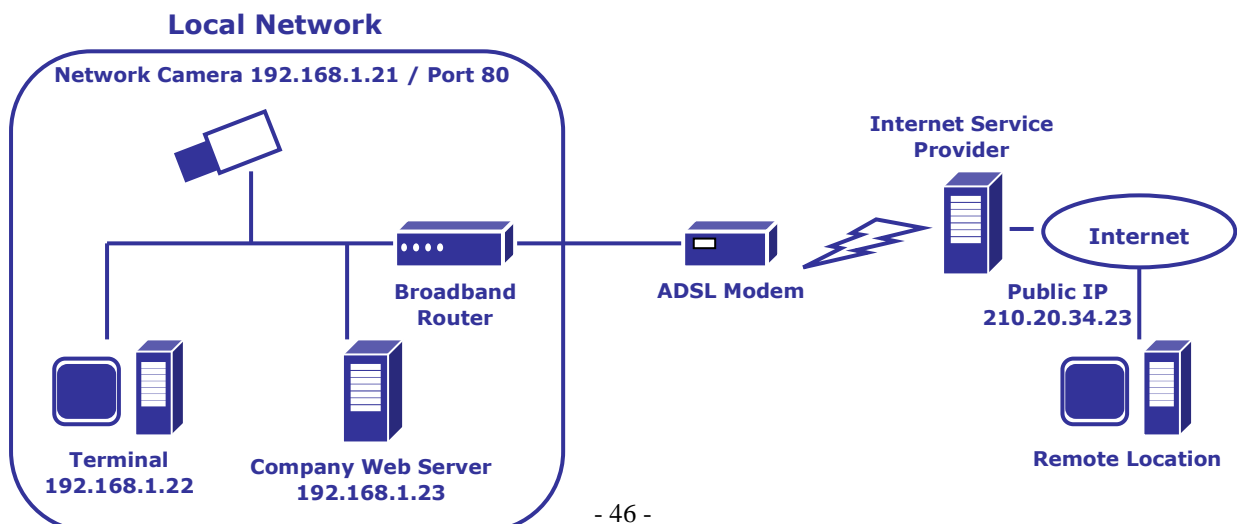 Local Network
Network Camera 192.168.1.21 / Port 80
Internet Service
Provider
Internet
Broadband
Router
ADSL Modem
Public IP
210.20.34.23
Terminal
192.168.1.22
Company Web Server
192.168.1.23
Remote Location
- 46 -